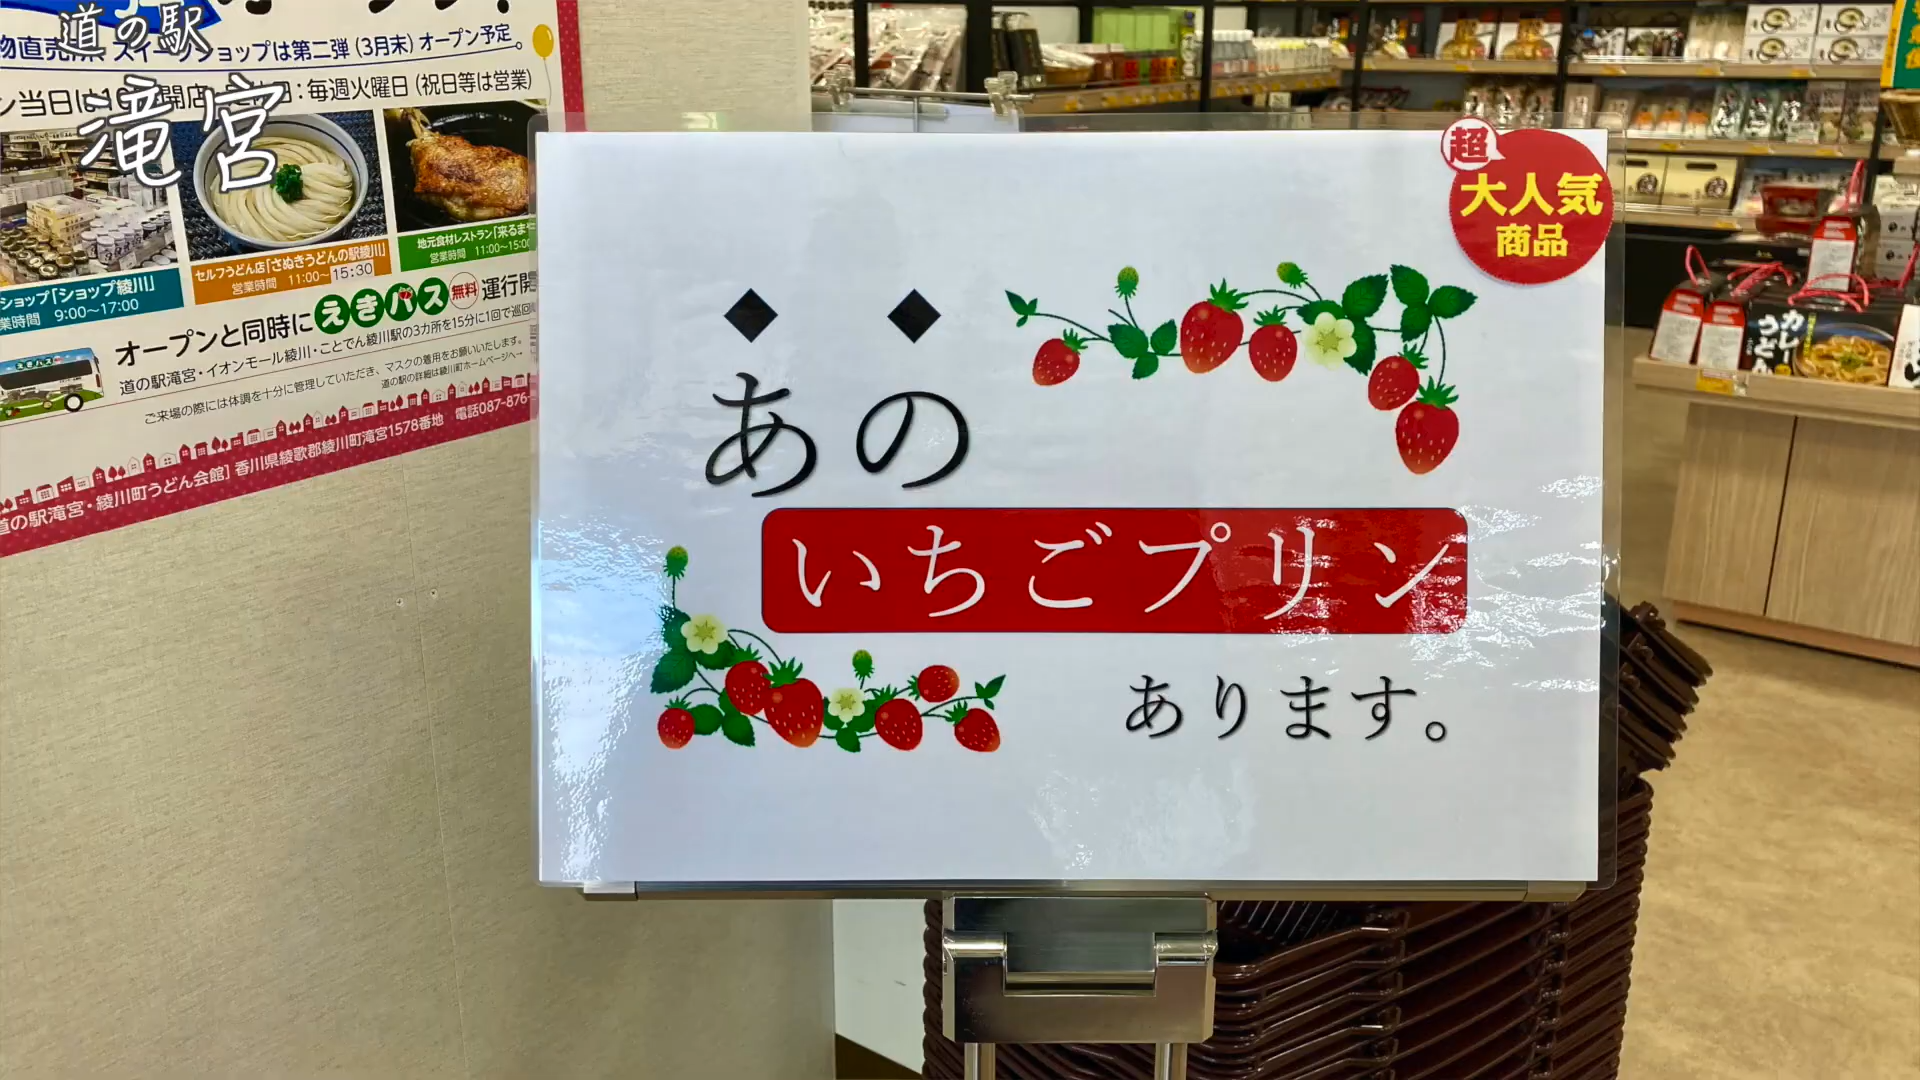 道の駅
滝宮
スイーツショップは第二弾(3月末)オープン予定。
:毎週火曜日(祝日等は営業)
ショップ「ショップ綾川」
業時間 9:00～17:00
セルフうどん店「さぬきうどんの駅綾川」
営業時間 11:00～15:30
地元食材レストラン「来るま
営業時間 11:00～15:00
オープンと同時にえきバス無料運行開
道の駅滝宮・イオンモール綾川・ことでん綾川駅の3カ所を15分に1回で巡回
ご来場の際には体調を十分に管理していただき、マスクの着用をお願いいたします。
道の駅の詳細は綾川町ホームページへ→
道の駅滝宮・綾川町うどん会館] 香川県綾歌郡綾川町滝宮1578番地 電話087-876-
超
大人気
商品
あの
いちごプリン
あります。
カレー
うどん